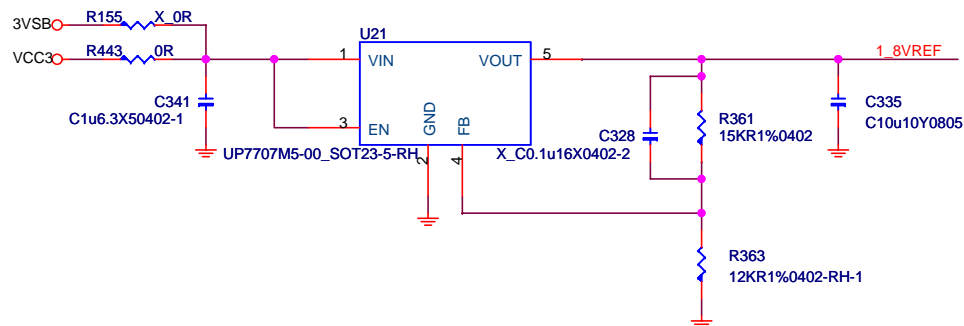 3VSB R155 X_0R
VCC3 R443 0R
U21
1 VIN VOUT 5
1_8VREF
C341
C1u6.3X50402-1
3 EN GND FB
2 4
UP7707M5-00_SOT23-5-RH
C328
X_C0.1u16X0402-2
R361
15KR1%0402
C335
C10u10Y0805
R363
12KR1%0402-RH-1